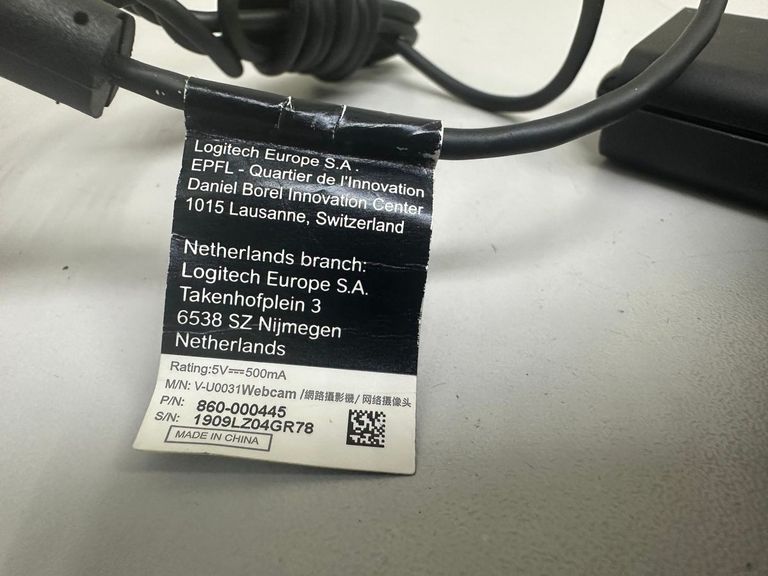 Logitech Europe S.A.
EPFL - Quartier de l'Innovation
Daniel Borel Innovation Center
1015 Lausanne, Switzerland
Netherlands branch:
Logitech Europe S.A.
Takenhofplein 3
6538 SZ Nijmegen
Netherlands
Rating:5V⎓500mA
M/N: V-U0031Webcam /網路攝影機/ 网络摄像头
P/N: 860-000445
S/N: 1909LZ04GR78
MADE IN CHINA